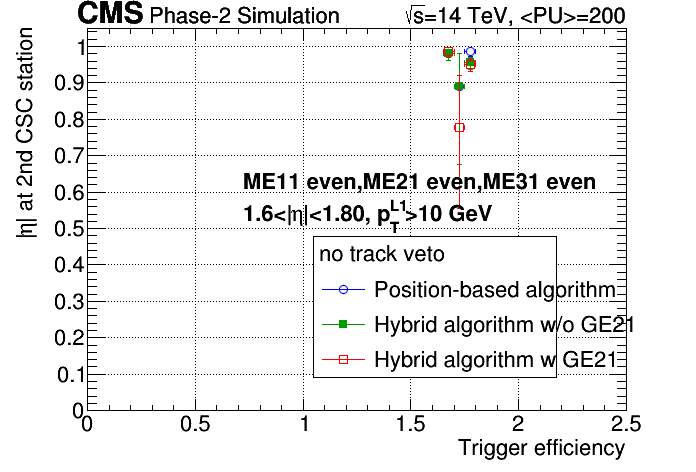 CMS Phase-2 Simulation √s=14 TeV, <PU>=200
|η| at 2nd CSC station
1
0.9
0.8
0.7
0.6
0.5
0.4
0.3
0.2
0.1
0
ME11 even,ME21 even,ME31 even
1.6<|η|<1.80, p_T^L1>10 GeV
no track veto
Position-based algorithm
Hybrid algorithm w/o GE21
Hybrid algorithm w GE21
0 0.5 1 1.5 2 2.5
Trigger efficiency